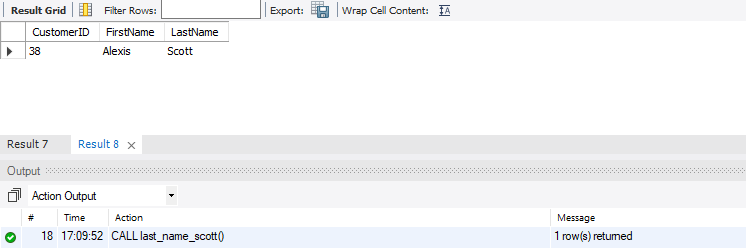 Result Grid Filter Rows: Export: Wrap Cell Content:
CustomerID FirstName LastName
38 Alexis Scott
Result 7 Result 8
Output
Action Output
# Time Action Message
18 17:09:52 CALL last_name_scott() 1 row(s) returned